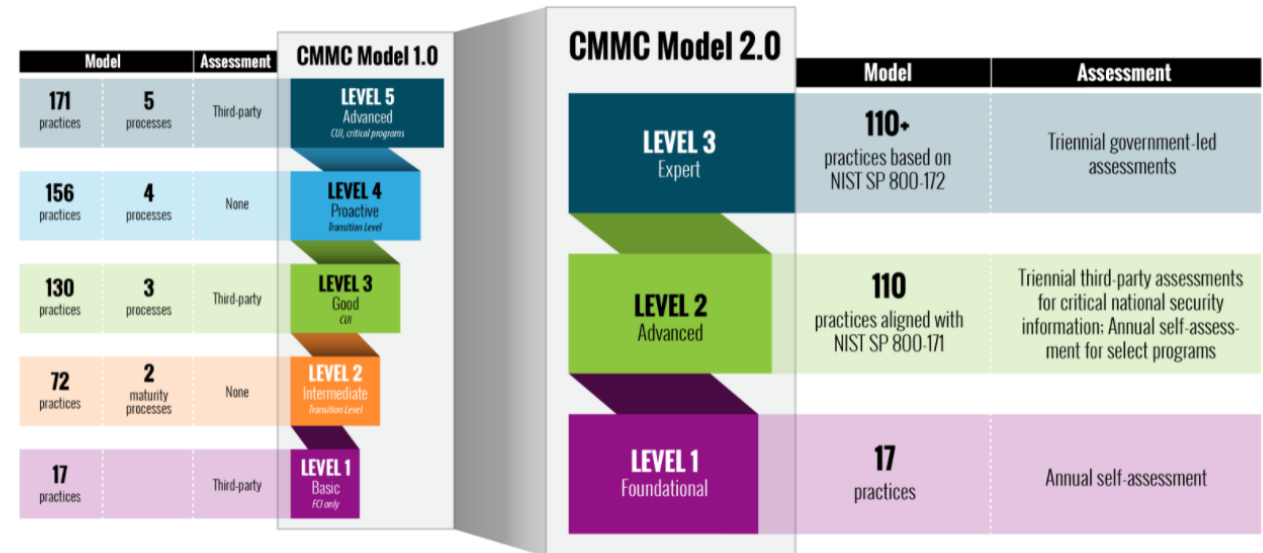 Model
Assessment
CMMC Model 1.0
171
practices
5
processes
Third-party
LEVEL 5
Advanced
CUI, critical programs
156
practices
4
processes
None
LEVEL 4
Proactive
Transition Level
130
practices
3
processes
Third-party
LEVEL 3
Good
CUI
72
practices
2
maturity
processes
None
LEVEL 2
Intermediate
Transition Level
17
practices
Third-party
LEVEL 1
Basic
FCI only
CMMC Model 2.0
Model
Assessment
LEVEL 3
Expert
110+
practices based on
NIST SP 800-172
Triennial government-led
assessments
LEVEL 2
Advanced
110
practices aligned with
NIST SP 800-171
Triennial third-party assessments
for critical national security
information; Annual self-assess-
ment for select programs
LEVEL 1
Foundational
17
practices
Annual self-assessment